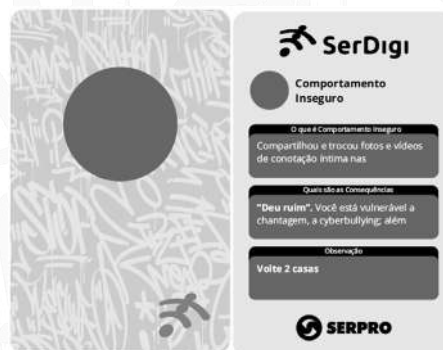 SerDigi
Comportamento
Inseguro
O que é Comportamento Inseguro
Compartilhou e trocou fotos e vídeos
de conotação íntima nas
Quais são as Consequências
"Deu ruim". Você está vulnerável a
chantagem, a cyberbullying; além
Observação
Volte 2 casas
SERPRO